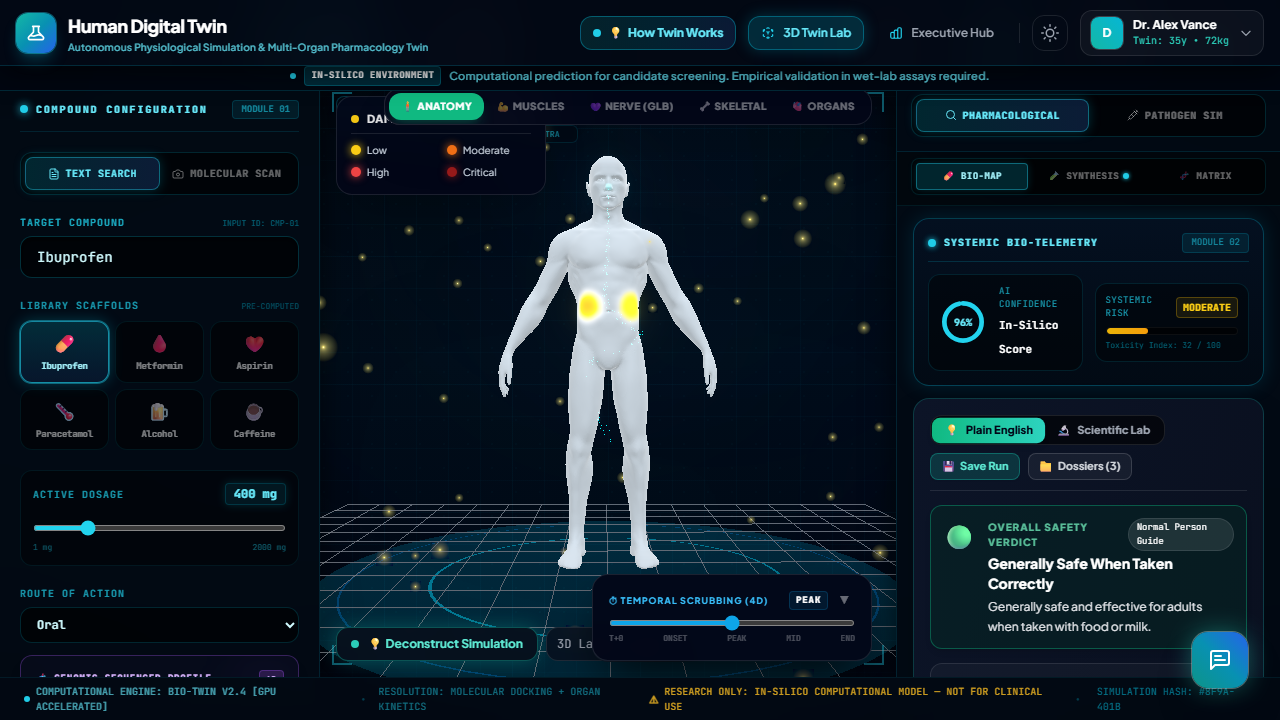 Human Digital Twin
Autonomous Physiological Simulation & Multi-Organ Pharmacology Twin
How Twin Works
3D Twin Lab
Executive Hub
D
Dr. Alex Vance
Twin: 35y • 72kg
IN-SILICO ENVIRONMENT
Computational prediction for candidate screening. Empirical validation in wet-lab assays required.
COMPOUND CONFIGURATION
MODULE 01
TEXT SEARCH
MOLECULAR SCAN
TARGET COMPOUND
INPUT ID: CMP-01
Ibuprofen
LIBRARY SCAFFOLDS
PRE-COMPUTED
Ibuprofen
Metformin
Aspirin
Paracetamol
Alcohol
Caffeine
ACTIVE DOSAGE
400 mg
1 mg
2000 mg
ROUTE OF ACTION
Oral
ANATOMY
MUSCLES
NERVE (GLB)
SKELETAL
ORGANS
Low
Moderate
High
Critical
TEMPORAL SCRUBBING (4D)
PEAK
T+0
ONSET
PEAK
MID
END
Deconstruct Simulation
3D La
PHARMACOLOGICAL
PATHOGEN SIM
BIO-MAP
SYNTHESIS
MATRIX
SYSTEMIC BIO-TELEMETRY
MODULE 02
96%
AI
CONFIDENCE
In-Silico
Score
SYSTEMIC
RISK
MODERATE
Toxicity Index: 32 / 100
Plain English
Scientific Lab
Save Run
Dossiers (3)
OVERALL SAFETY
VERDICT
Normal Person
Guide
Generally Safe When Taken
Correctly
Generally safe and effective for adults
when taken with food or milk.
COMPUTATIONAL ENGINE: BIO-TWIN V2.4 [GPU
ACCELERATED]
RESOLUTION: MOLECULAR DOCKING + ORGAN
KINETICS
RESEARCH ONLY: IN-SILICO COMPUTATIONAL MODEL — NOT FOR CLINICAL
USE
SIMULATION HASH: #8F9A-
401B